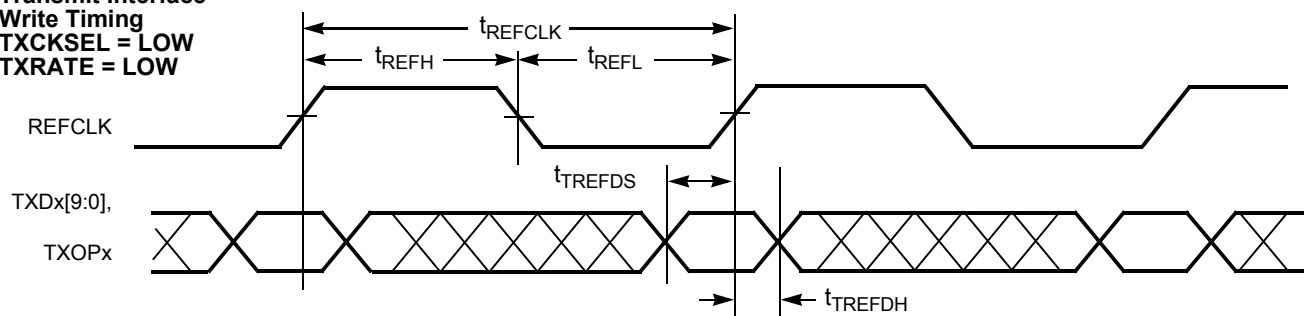 Transmit Interface
Write Timing
TXCKSEL = LOW
TXRATE = LOW
tREFCLK
tREFH
tREFL
REFCLK
tTREFDS
TXDx[9:0],
TXOPx
tTREFDH